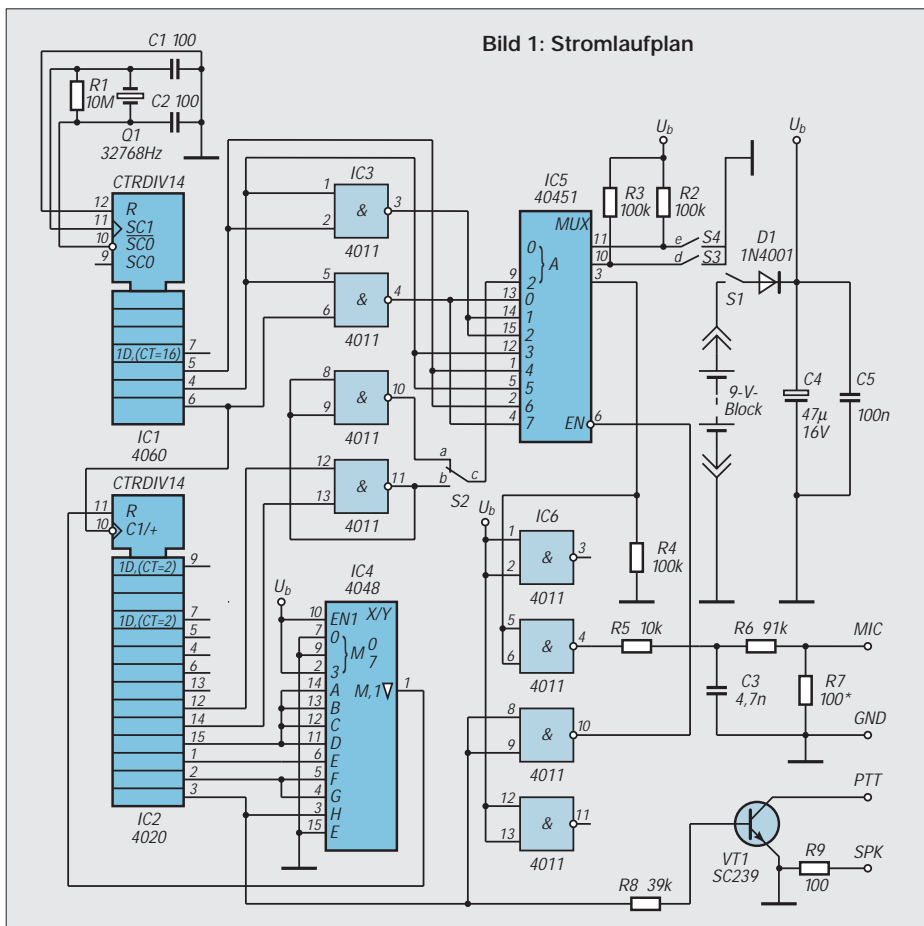 Bild 1: Stromlaufplan
C1 100
R1
10M
C2 100
Q1
32768Hz
CTRDIV14
12 R
11 SC1
10 SC0
9 SC0
1D,(CT=16) 7
5
4
6
IC1
4060
CTRDIV14
11 R
10 C1/+
1D,(CT=2) 9
1D,(CT=2) 7
5
4
6
13
12
14
15
1
2
3
IC2
4020
IC3
1
2
&
3
4011
5
6
&
4
4011
8
9
&
10
4011
12
13
&
11
4011
a
b
c
S2
Ub
IC4
4048
10 EN1 X/Y
7 0
9 } M 0 7
2 3
14 A M,1 1
13 B
12 C
11 D
6 E
5 F
4 G
3 H
15 E
IC5
40451
MUX
9 0 } A 2
13 0
14 1
15 2
12 3
1 4
5 5
2 6
4 7
EN 6
11
10
3
Ub
R3
100k
R2
100k
e S4
d S3
S1
D1
1N4001
Ub
9-V-
Block
C4
47µ
16V
C5
100n
Ub
IC6
1
2
&
3
4011
5
6
&
4
4011
8
9
&
10
4011
12
13
&
11
4011
R4
100k
R5 10k
R6 91k
MIC
C3
4,7n
R7
100*
GND
PTT
VT1
SC239
R9
100
SPK
R8 39k